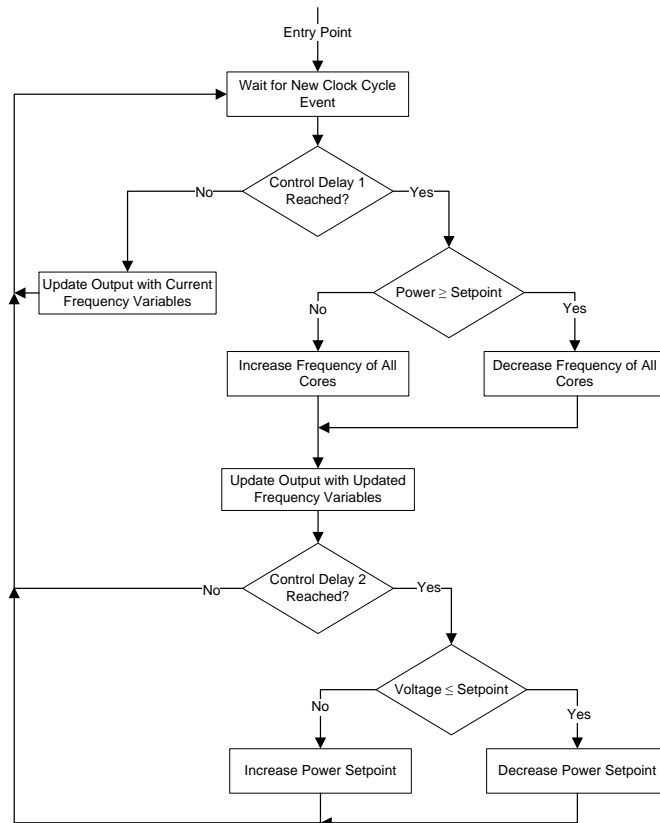 Entry Point
Wait for New Clock Cycle
Event
Control Delay 1
Reached?
No
Yes
Update Output with Current
Frequency Variables
Power ≥ Setpoint
No
Yes
Increase Frequency of All
Cores
Decrease Frequency of All
Cores
Update Output with Updated
Frequency Variables
Control Delay 2
Reached?
No
Yes
Voltage ≤ Setpoint
No
Yes
Increase Power Setpoint
Decrease Power Setpoint